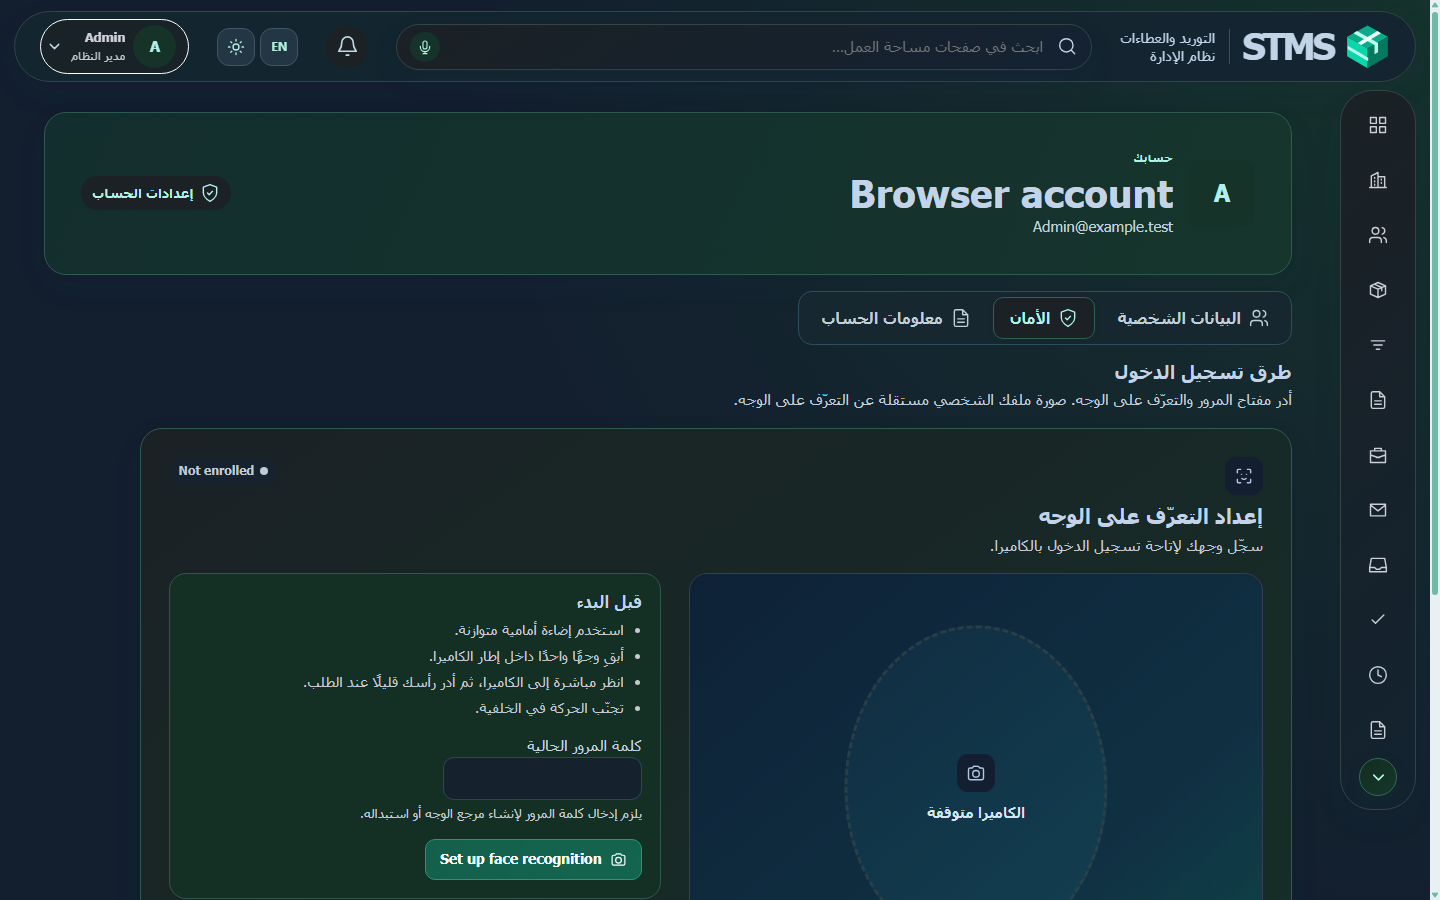 STMS
التوريد والعطاءات
نظام الإدارة
ابحث في صفحات مساحة العمل...
EN
A
Admin
مدير النظام
A
حسابك
Browser account
Admin@example.test
إعدادات الحساب
البيانات الشخصية
الأمان
معلومات الحساب
طرق تسجيل الدخول
أدر مفتاح المرور والتعرّف على الوجه. صورة ملفك الشخصي مستقلة عن التعرّف على الوجه.
Not enrolled
إعداد التعرّف على الوجه
سجّل وجهك لإتاحة تسجيل الدخول بالكاميرا.
الكاميرا متوقفة
قبل البدء
استخدم إضاءة أمامية متوازنة.
أبقِ وجهًا واحدًا داخل إطار الكاميرا.
انظر مباشرة إلى الكاميرا، ثم أدر رأسك قليلًا عند الطلب.
تجنّب الحركة في الخلفية.
كلمة المرور الحالية
يلزم إدخال كلمة المرور لإنشاء مرجع الوجه أو استبداله.
Set up face recognition